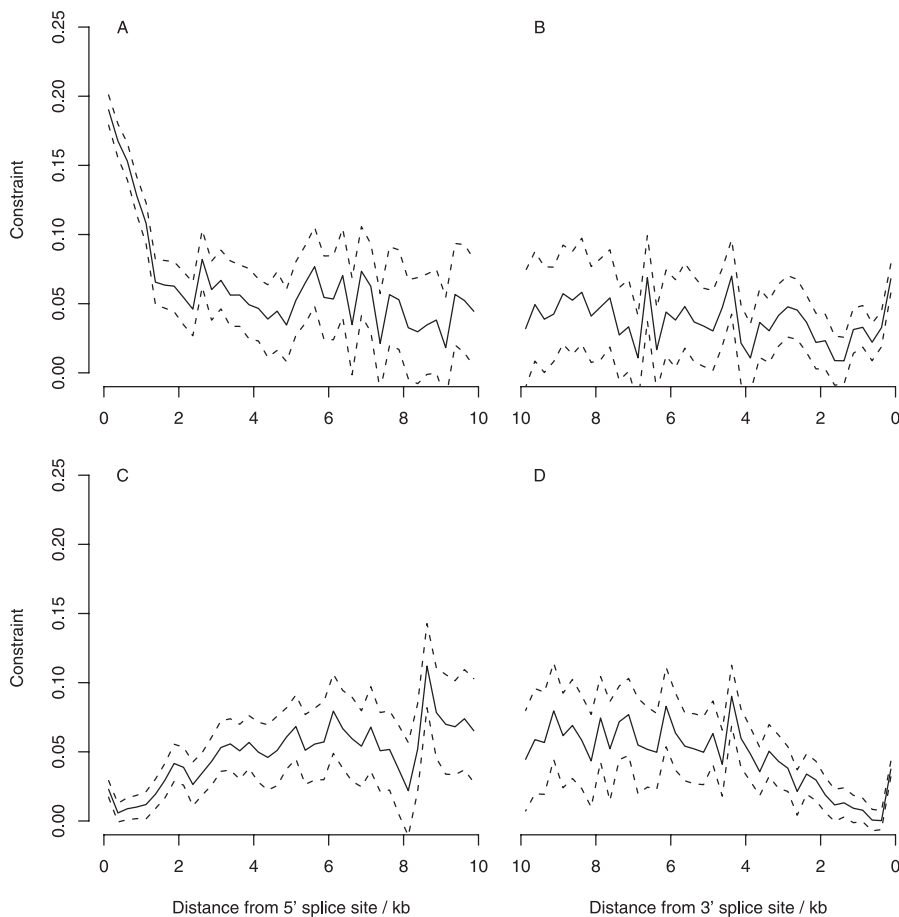 A
B
0.25
0.20
0.15
0.10
0.05
0.00
Constraint
0 2 4 6 8 10
10 8 6 4 2 0
C
D
0.25
0.20
0.15
0.10
0.05
0.00
Constraint
0 2 4 6 8 10
10 8 6 4 2 0
Distance from 5' splice site / kb
Distance from 3' splice site / kb